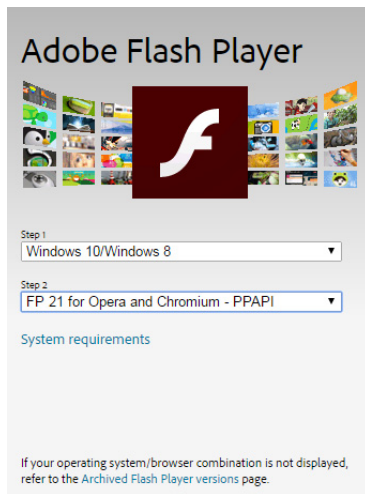 Adobe Flash Player
Step 1
Windows 10/Windows 8
Step 2
FP 21 for Opera and Chromium - PPAPI
System requirements
If your operating system/browser combination is not displayed,
refer to the Archived Flash Player versions page.